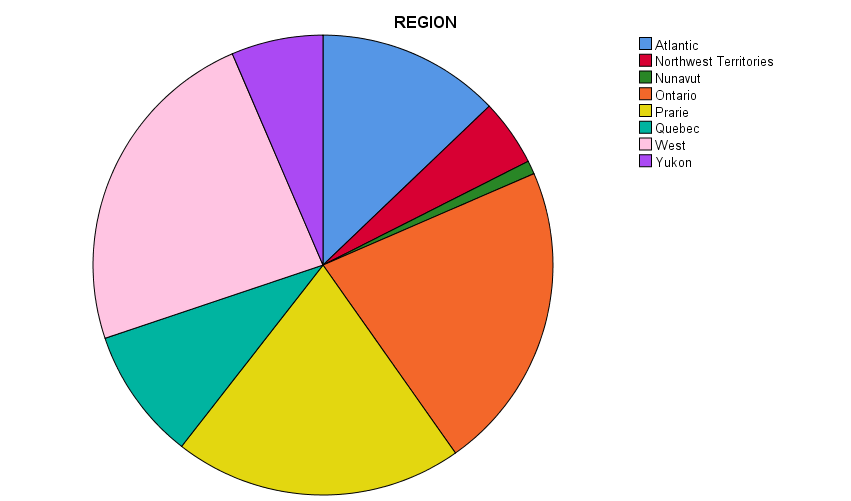 REGION
Atlantic
Northwest Territories
Nunavut
Ontario
Prarie
Quebec
West
Yukon